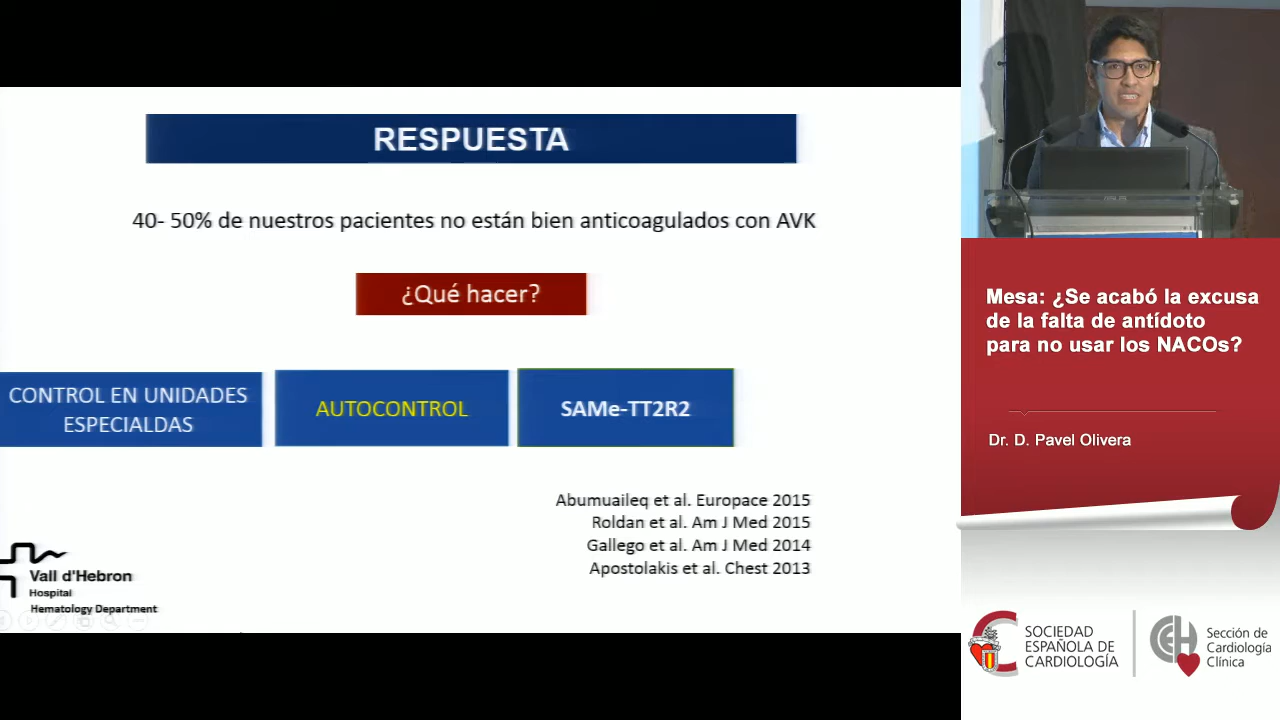 RESPUESTA
40- 50% de nuestros pacientes no están bien anticoagulados con AVK
¿Qué hacer?
CONTROL EN UNIDADES
ESPECIALDAS
AUTOCONTROL
SAMe-TT2R2
Abumuaileq et al. Europace 2015
Roldan et al. Am J Med 2015
Gallego et al. Am J Med 2014
Apostolakis et al. Chest 2013
Vall d'Hebron
Hospital
Hematology Department
Mesa: ¿Se acabó la excusa
de la falta de antídoto
para no usar los NACOs?
Dr. D. Pavel Olivera
SOCIEDAD
ESPAÑOLA DE
CARDIOLOGÍA
Sección de
Cardiología
Clínica